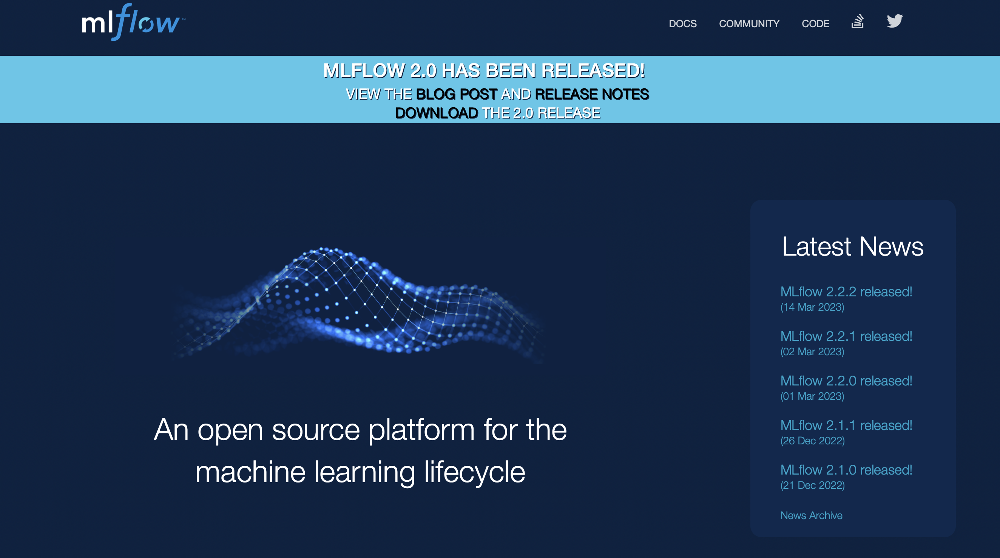 mlflow™
DOCS COMMUNITY CODE
MLFLOW 2.0 HAS BEEN RELEASED!
VIEW THE BLOG POST AND RELEASE NOTES
DOWNLOAD THE 2.0 RELEASE
An open source platform for the
machine learning lifecycle
Latest News
MLflow 2.2.2 released!
(14 Mar 2023)
MLflow 2.2.1 released!
(02 Mar 2023)
MLflow 2.2.0 released!
(01 Mar 2023)
MLflow 2.1.1 released!
(26 Dec 2022)
MLflow 2.1.0 released!
(21 Dec 2022)
News Archive